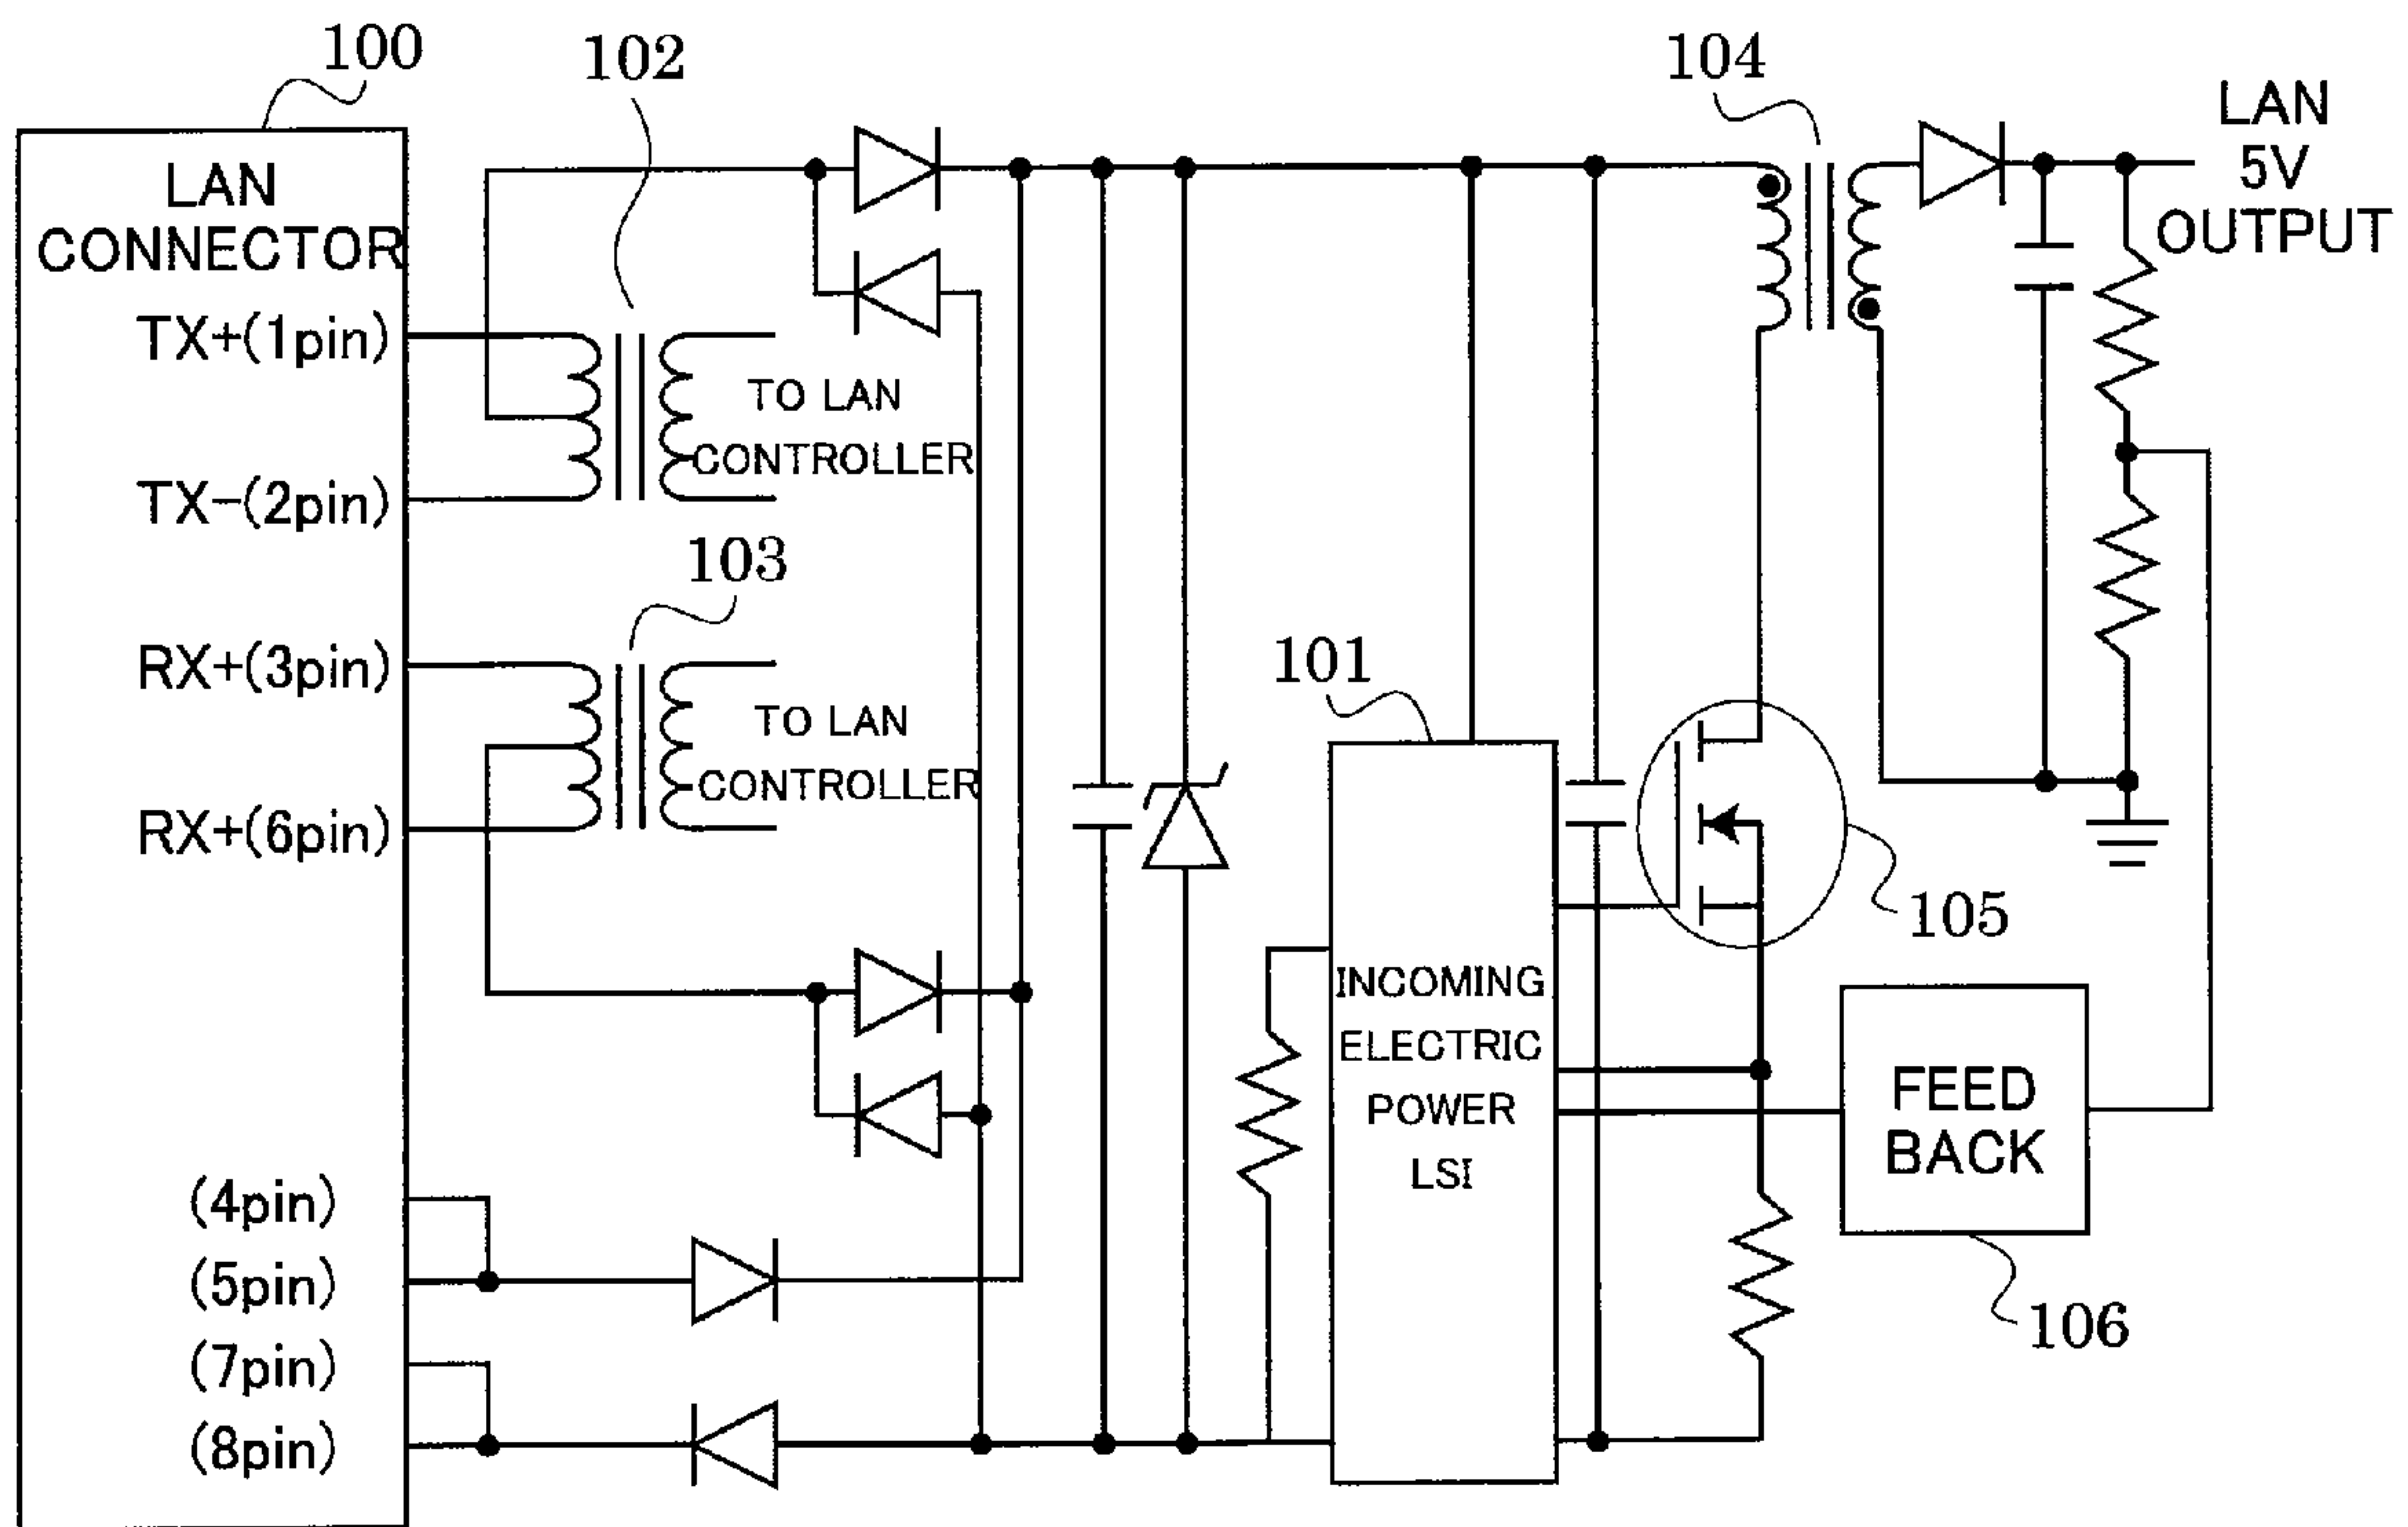 100
102
104
LAN
5V
OUTPUT
LAN
CONNECTOR
TX+(1pin)
TO LAN
CONTROLLER
TX-(2pin)
103
RX+(3pin)
TO LAN
CONTROLLER
RX+(6pin)
101
105
INCOMING
ELECTRIC
POWER
LSI
FEED
BACK
106
(4pin)
(5pin)
(7pin)
(8pin)